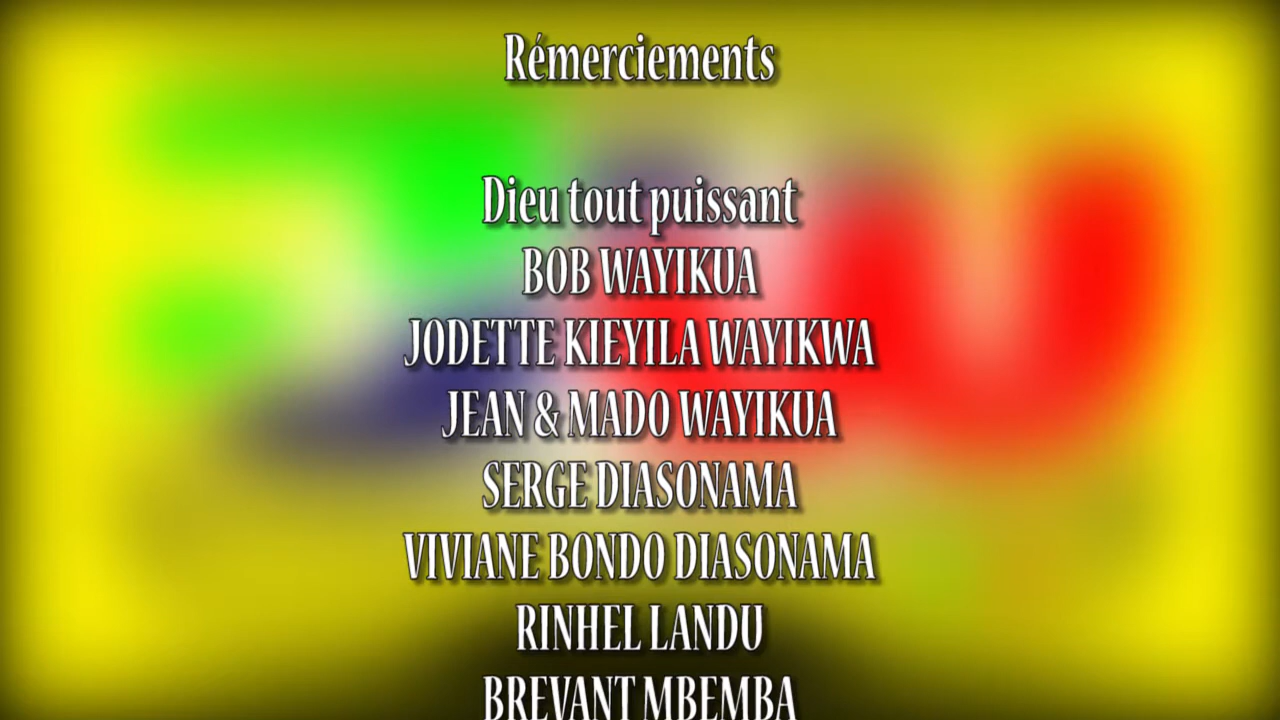 Rémerciements
Dieu tout puissant
BOB WAYIKUA
JODETTE KIEYILA WAYIKWA
JEAN & MADO WAYIKUA
SERGE DIASONAMA
VIVIANE BONDO DIASONAMA
RINHEL LANDU
BREVANT MBEMBA